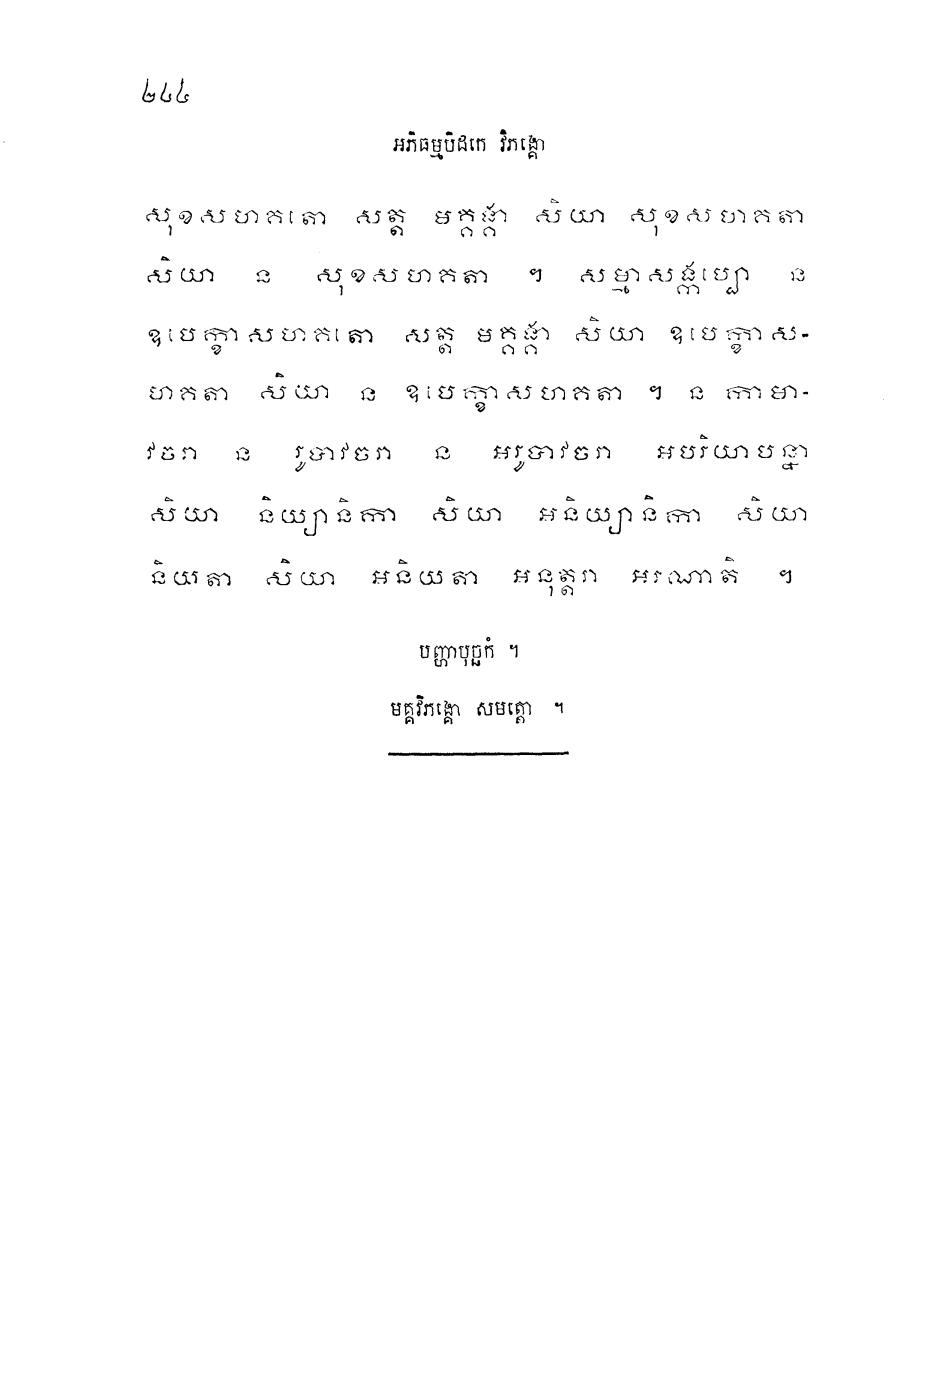 ២៤៤
អភិធម្មបិដកេ វិភង្គោ
សុខសហគតោ សត្ត មគ្គង្គា សិយា សុខសហគតា
សិយា ន សុខសហគតា ។ សម្មាសង្កប្បោ ន
ឧបេក្ខាសហគតោ សត្ត មគ្គង្គា សិយា ឧបេក្ខាស-
ហគតា សិយា ន ឧបេក្ខាសហគតា ។ ន កាមា-
វចរា ន រូបាវចរា ន អរូបាវចរា អបរិយាបន្នា
សិយា និយ្យានិកា សិយា អនិយ្យានិកា សិយា
និយតា សិយា អនិយតា អនុត្តរា អរណាតិ ។
បញ្ហាបុច្ឆកំ ។
មគ្គវិភង្គោ សមត្តោ ។